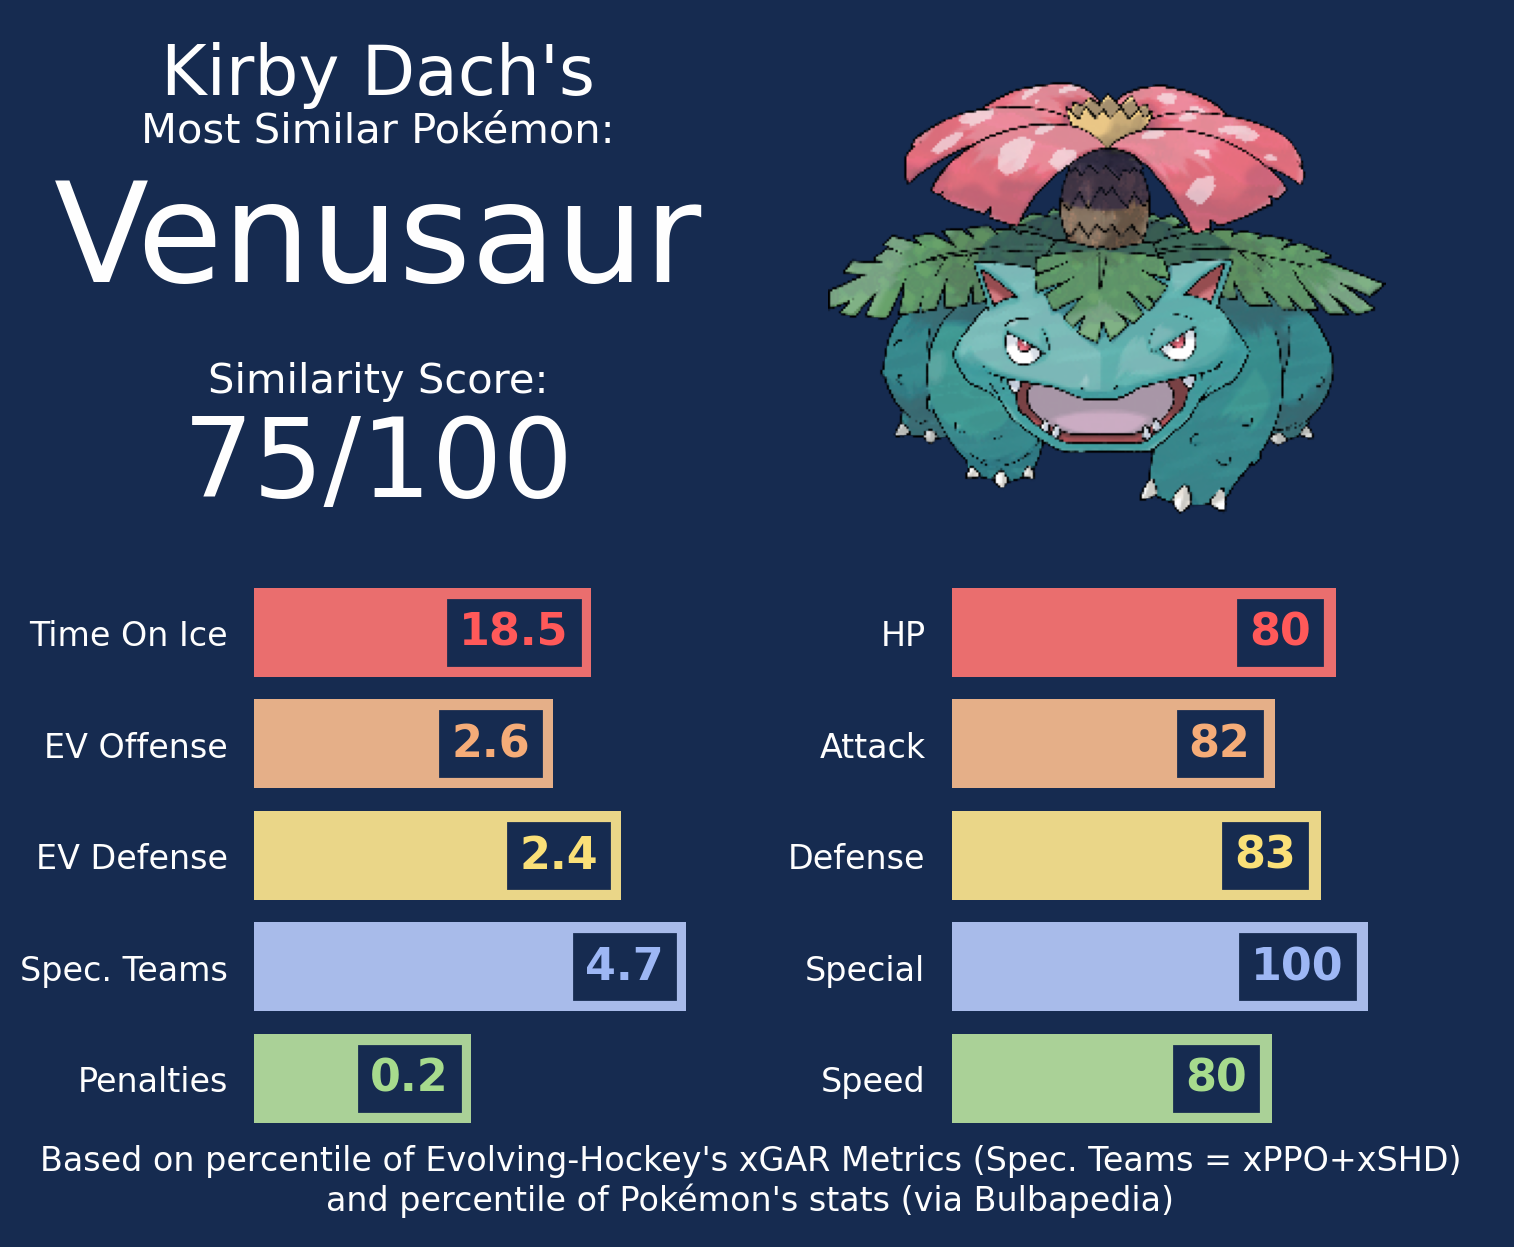 Kirby Dach's
Most Similar Pokémon:
Venusaur
Similarity Score:
75/100
Time On Ice 18.5
EV Offense 2.6
EV Defense 2.4
Spec. Teams 4.7
Penalties 0.2
HP 80
Attack 82
Defense 83
Special 100
Speed 80
Based on percentile of Evolving-Hockey's xGAR Metrics (Spec. Teams = xPPO+xSHD)
and percentile of Pokémon's stats (via Bulbapedia)